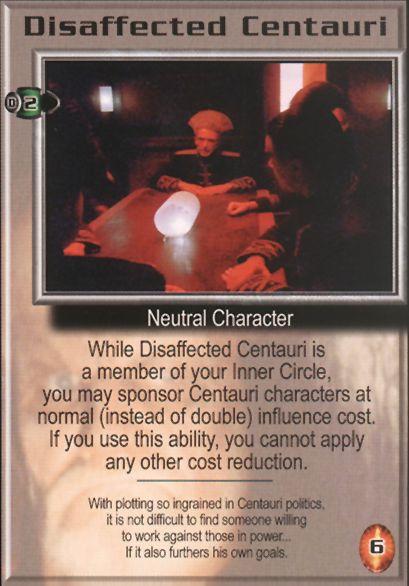 Disaffected Centauri
D 2
Neutral Character
While Disaffected Centauri is
a member of your Inner Circle,
you may sponsor Centauri characters at
normal (instead of double) influence cost.
If you use this ability, you cannot apply
any other cost reduction.
With plotting so ingrained in Centauri politics,
it is not difficult to find someone willing
to work against those in power...
If it also furthers his own goals.
6